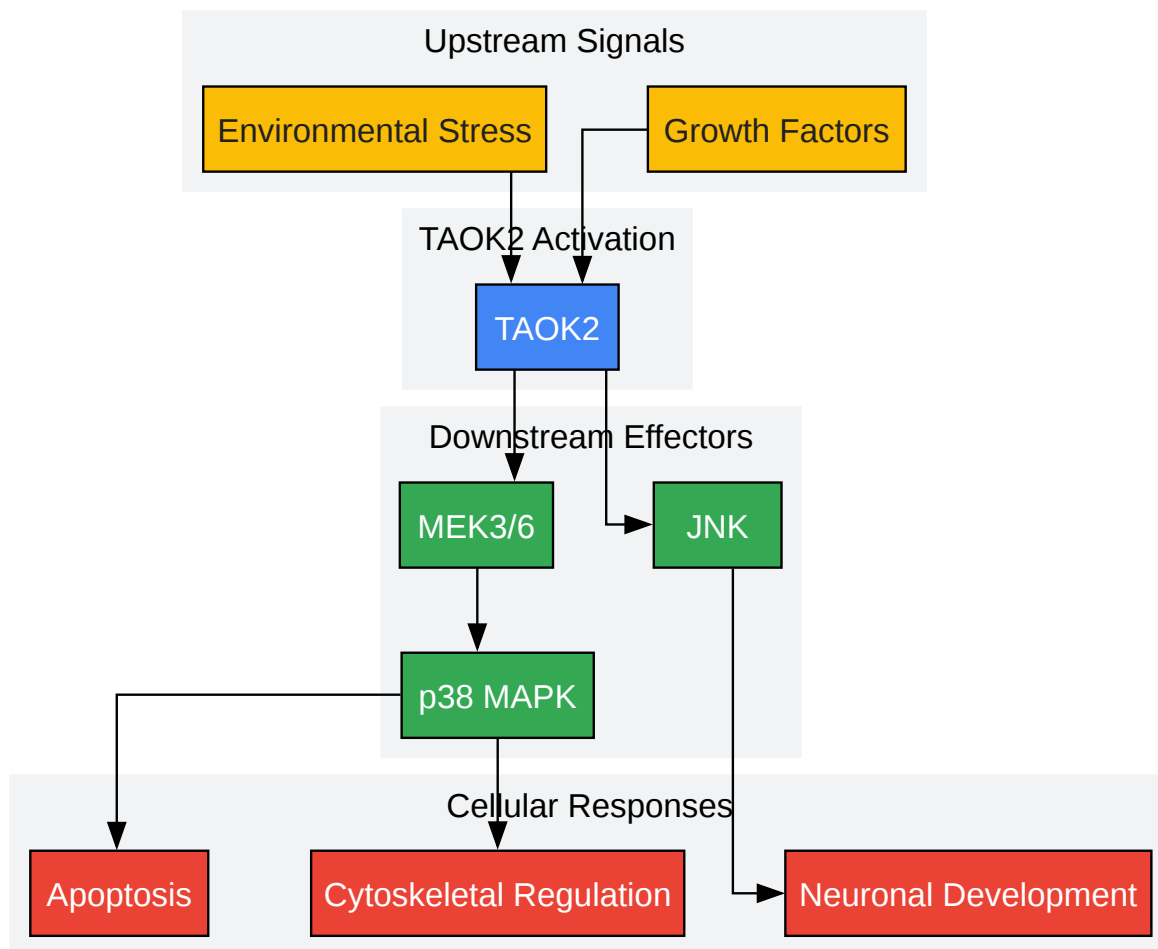 Upstream Signals
Environmental Stress
Growth Factors
TAOK2 Activation
TAOK2
Downstream Effectors
MEK3/6
JNK
p38 MAPK
Cellular Responses
Apoptosis
Cytoskeletal Regulation
Neuronal Development